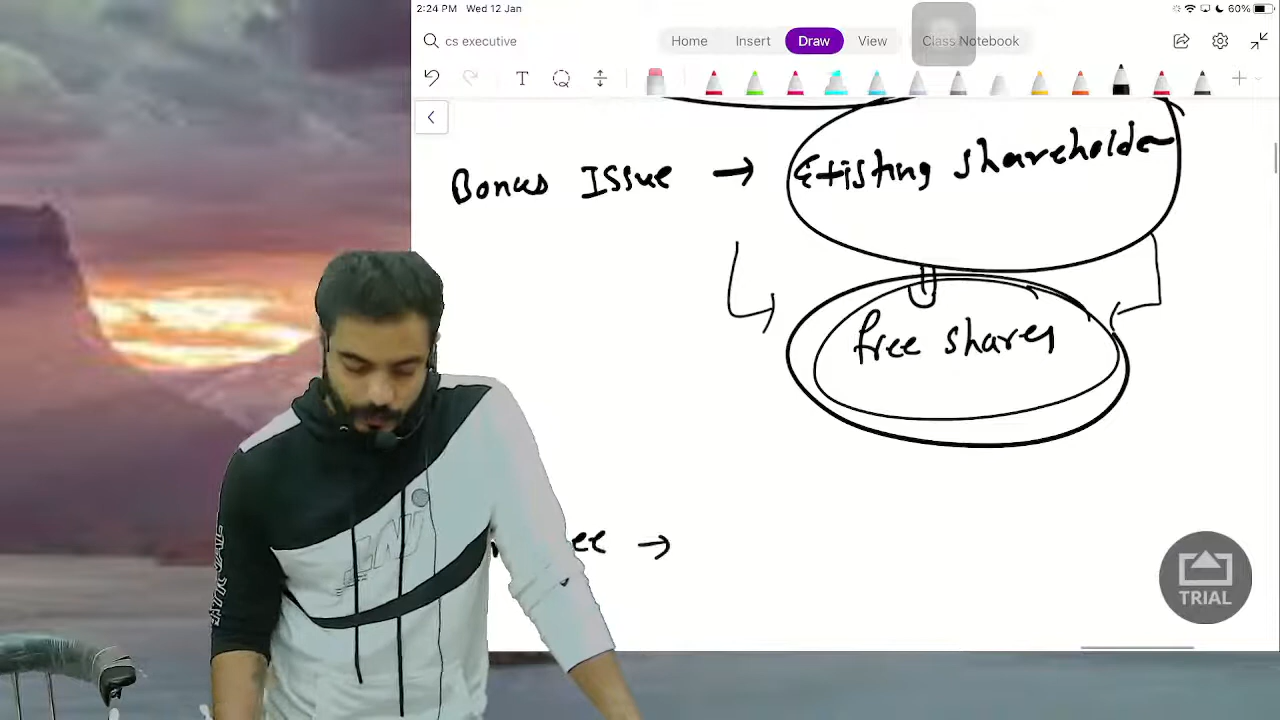 2:24 PM Wed 12 Jan
60%
cs executive
Home Insert Draw View Class Notebook
T
Bonus Issue → Existing shareholder
free shares
ee →
TRIAL